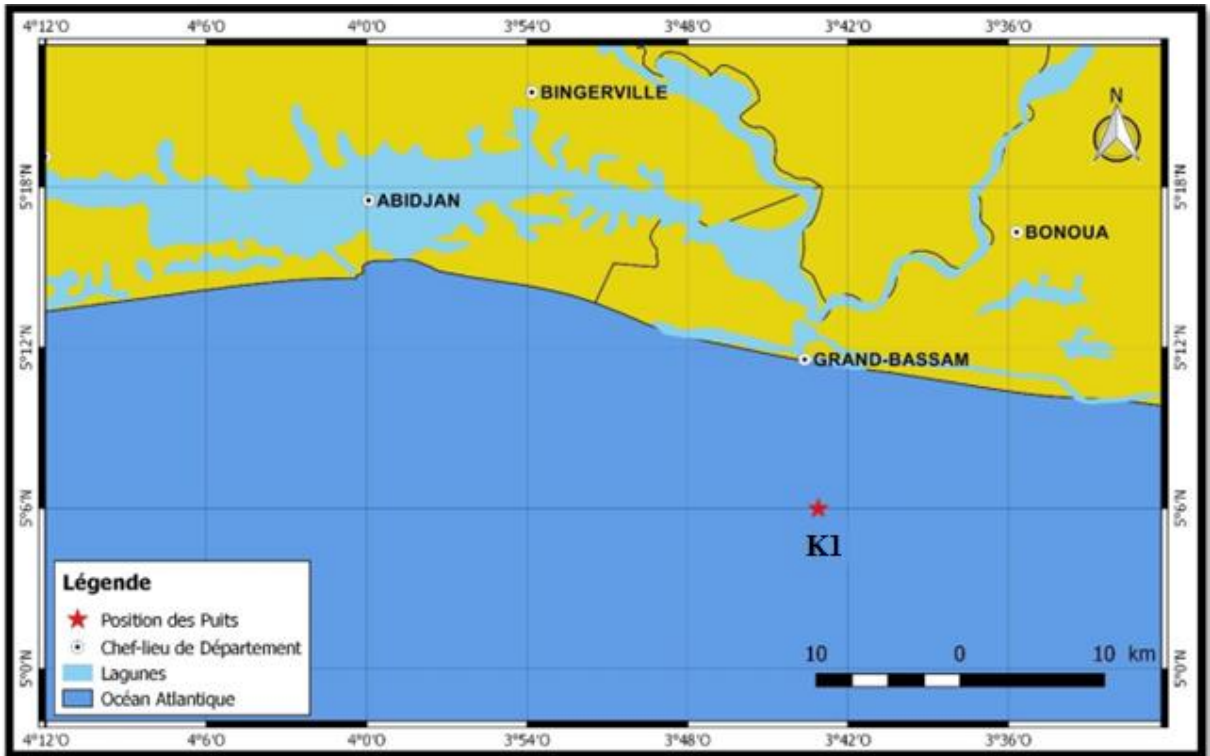 4°12'O 4°6'O 4°0'O 3°54'O 3°48'O 3°42'O 3°36'O
N
BINGERVILLE
5°18'N 5°18'N
ABIDJAN
BONOUA
5°12'N 5°12'N
GRAND-BASSAM
5°6'N 5°6'N
K1
Légende
Position des Puits
Chef-lieu de Département
Lagunes
Océan Atlantique
10 0 10 km
5°0'N 5°0'N
4°12'O 4°6'O 4°0'O 3°54'O 3°48'O 3°42'O 3°36'O